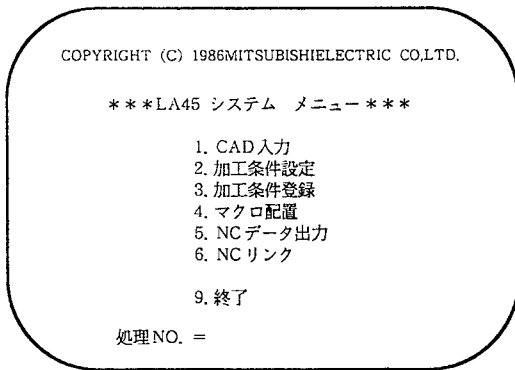 COPYRIGHT (C) 1986MITSUBISHIELECTRIC CO,LTD.
***LA45 システム メニュー***
1. CAD入力
2. 加工条件設定
3. 加工条件登録
4. マクロ配置
5. NCデータ出力
6. NCリンク
9. 終了
処理NO. =